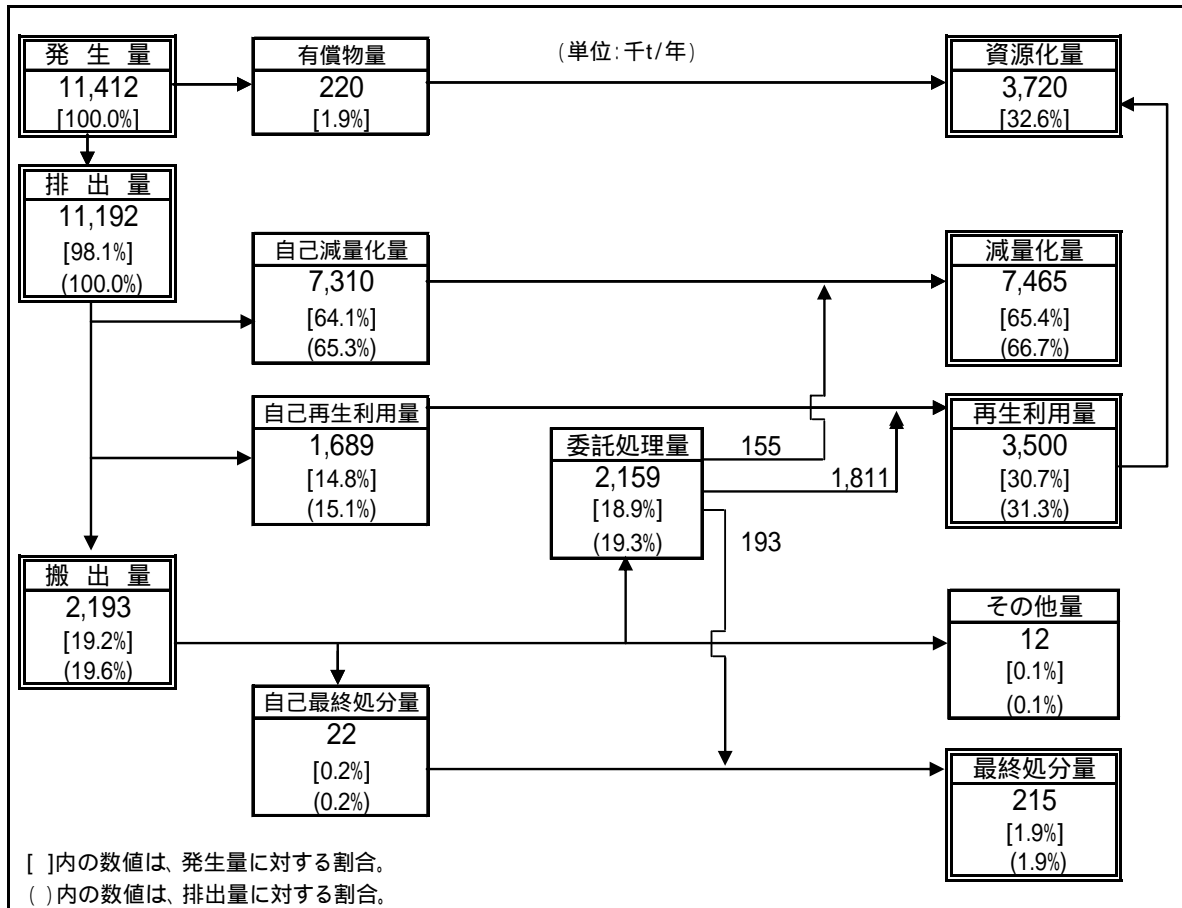 発 生 量
11,412
[100.0%]
有償物量
220
[1.9%]
(単位:千t/年)
資源化量
3,720
[32.6%]
排 出 量
11,192
[98.1%]
(100.0%)
自己減量化量
7,310
[64.1%]
(65.3%)
減量化量
7,465
[65.4%]
(66.7%)
自己再生利用量
1,689
[14.8%]
(15.1%)
委託処理量
2,159
[18.9%]
(19.3%)
155
1,811
193
再生利用量
3,500
[30.7%]
(31.3%)
搬 出 量
2,193
[19.2%]
(19.6%)
その他量
12
[0.1%]
(0.1%)
自己最終処分量
22
[0.2%]
(0.2%)
最終処分量
215
[1.9%]
(1.9%)
[ ]内の数値は、発生量に対する割合。
( )内の数値は、排出量に対する割合。